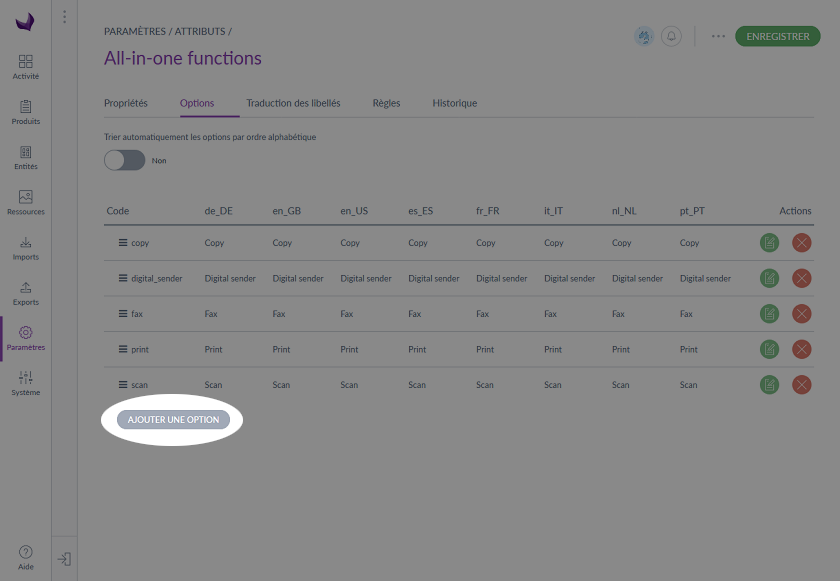 PARAMÈTRES / ATTRIBUTS /
All-in-one functions
ENREGISTRER
Activité
Produits
Entités
Ressources
Imports
Exports
Paramètres
Système
Aide
Propriétés Options Traduction des libellés Règles Historique
Trier automatiquement les options par ordre alphabétique
Non
Code de_DE en_GB en_US es_ES fr_FR it_IT nl_NL pt_PT Actions
copy Copy Copy Copy Copy Copy Copy Copy Copy
digital_sender Digital sender Digital sender Digital sender Digital sender Digital sender Digital sender Digital sender Digital sender
fax Fax Fax Fax Fax Fax Fax Fax Fax
print Print Print Print Print Print Print Print Print
scan Scan Scan Scan Scan Scan Scan Scan Scan
AJOUTER UNE OPTION